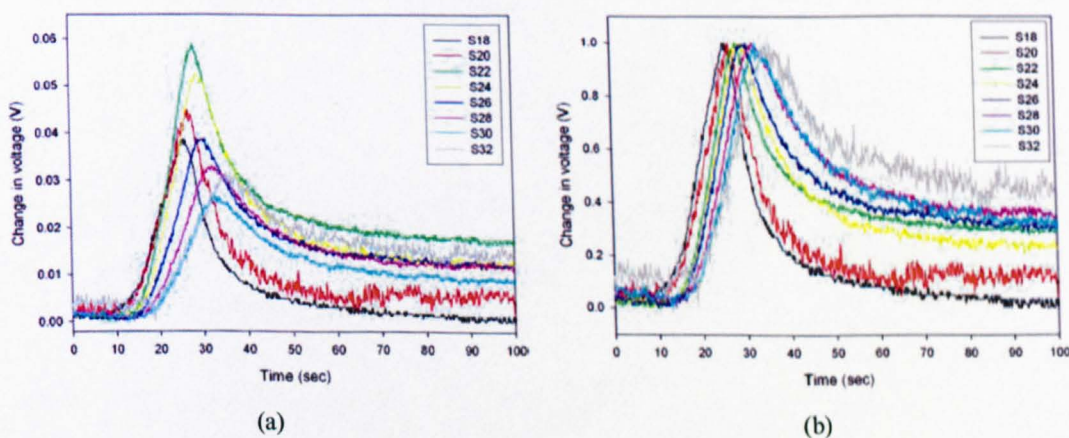 0.06
0.05
0.04
0.03
0.02
0.01
0.00
Change in voltage (V)
0 10 20 30 40 50 60 70 80 90 100
Time (sec)
S18
S20
S22
S24
S26
S28
S30
S32
(a)
1.0
0.8
0.6
0.4
0.2
0.0
Change in voltage (V)
0 10 20 30 40 50 60 70 80 90 100
Time (sec)
S18
S20
S22
S24
S26
S28
S30
S32
(b)